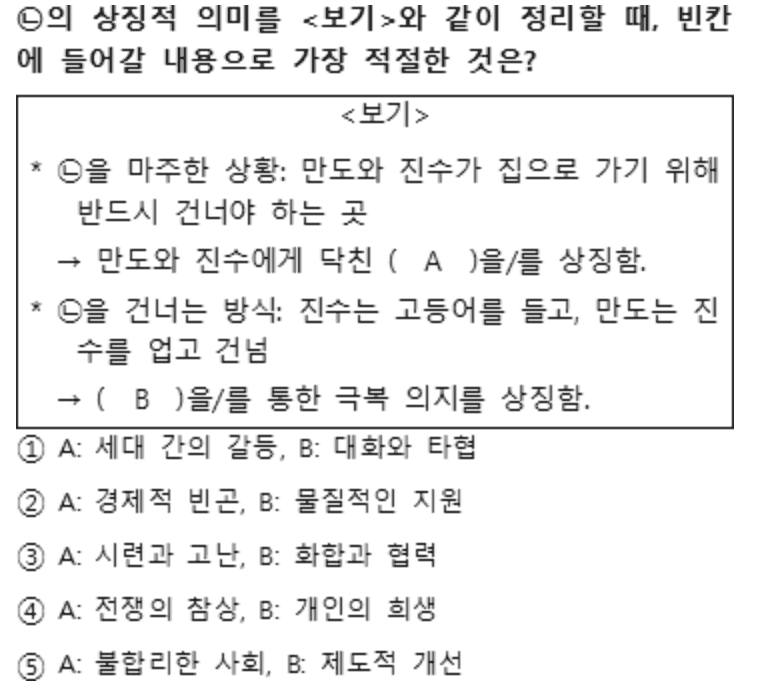 ㉡의 상징적 의미를 <보기>와 같이 정리할 때, 빈칸
에 들어갈 내용으로 가장 적절한 것은?
<보기>
* ㉡을 마주한 상황: 만도와 진수가 집으로 가기 위해
반드시 건너야 하는 곳
→ 만도와 진수에게 닥친 ( A )을/를 상징함.
* ㉡을 건너는 방식: 진수는 고등어를 들고, 만도는 진
수를 업고 건넘
→ ( B )을/를 통한 극복 의지를 상징함.
① A: 세대 간의 갈등, B: 대화와 타협
② A: 경제적 빈곤, B: 물질적인 지원
③ A: 시련과 고난, B: 화합과 협력
④ A: 전쟁의 참상, B: 개인의 희생
⑤ A: 불합리한 사회, B: 제도적 개선